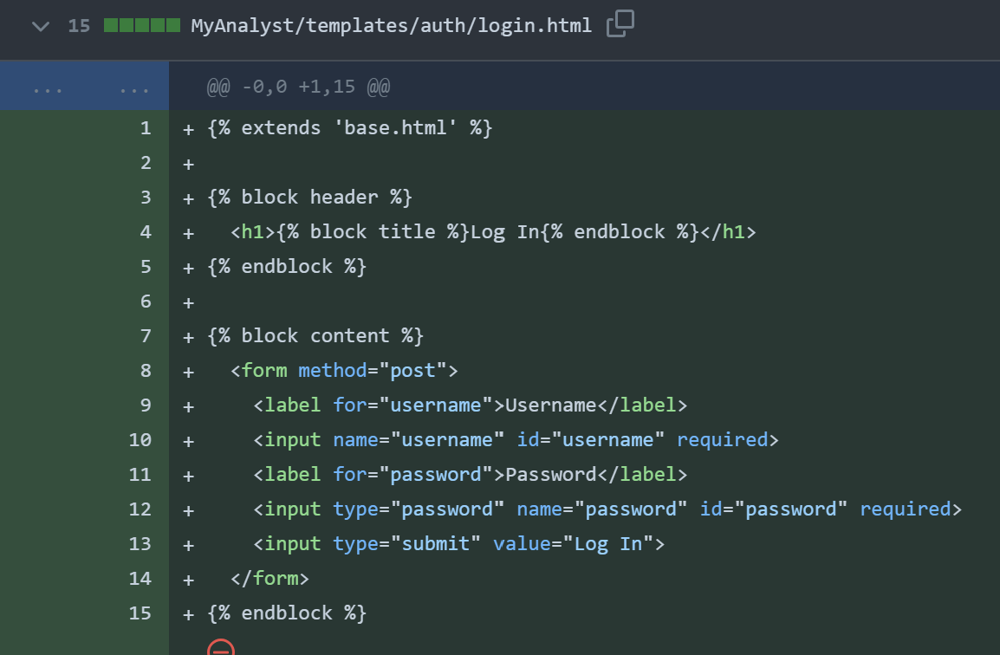 15 MyAnalyst/templates/auth/login.html
... ... @@ -0,0 +1,15 @@
1 + {% extends 'base.html' %}
2 +
3 + {% block header %}
4 +   <h1>{% block title %}Log In{% endblock %}</h1>
5 + {% endblock %}
6 +
7 + {% block content %}
8 +   <form method="post">
9 +     <label for="username">Username</label>
10 +     <input name="username" id="username" required>
11 +     <label for="password">Password</label>
12 +     <input type="password" name="password" id="password" required>
13 +     <input type="submit" value="Log In">
14 +   </form>
15 + {% endblock %}